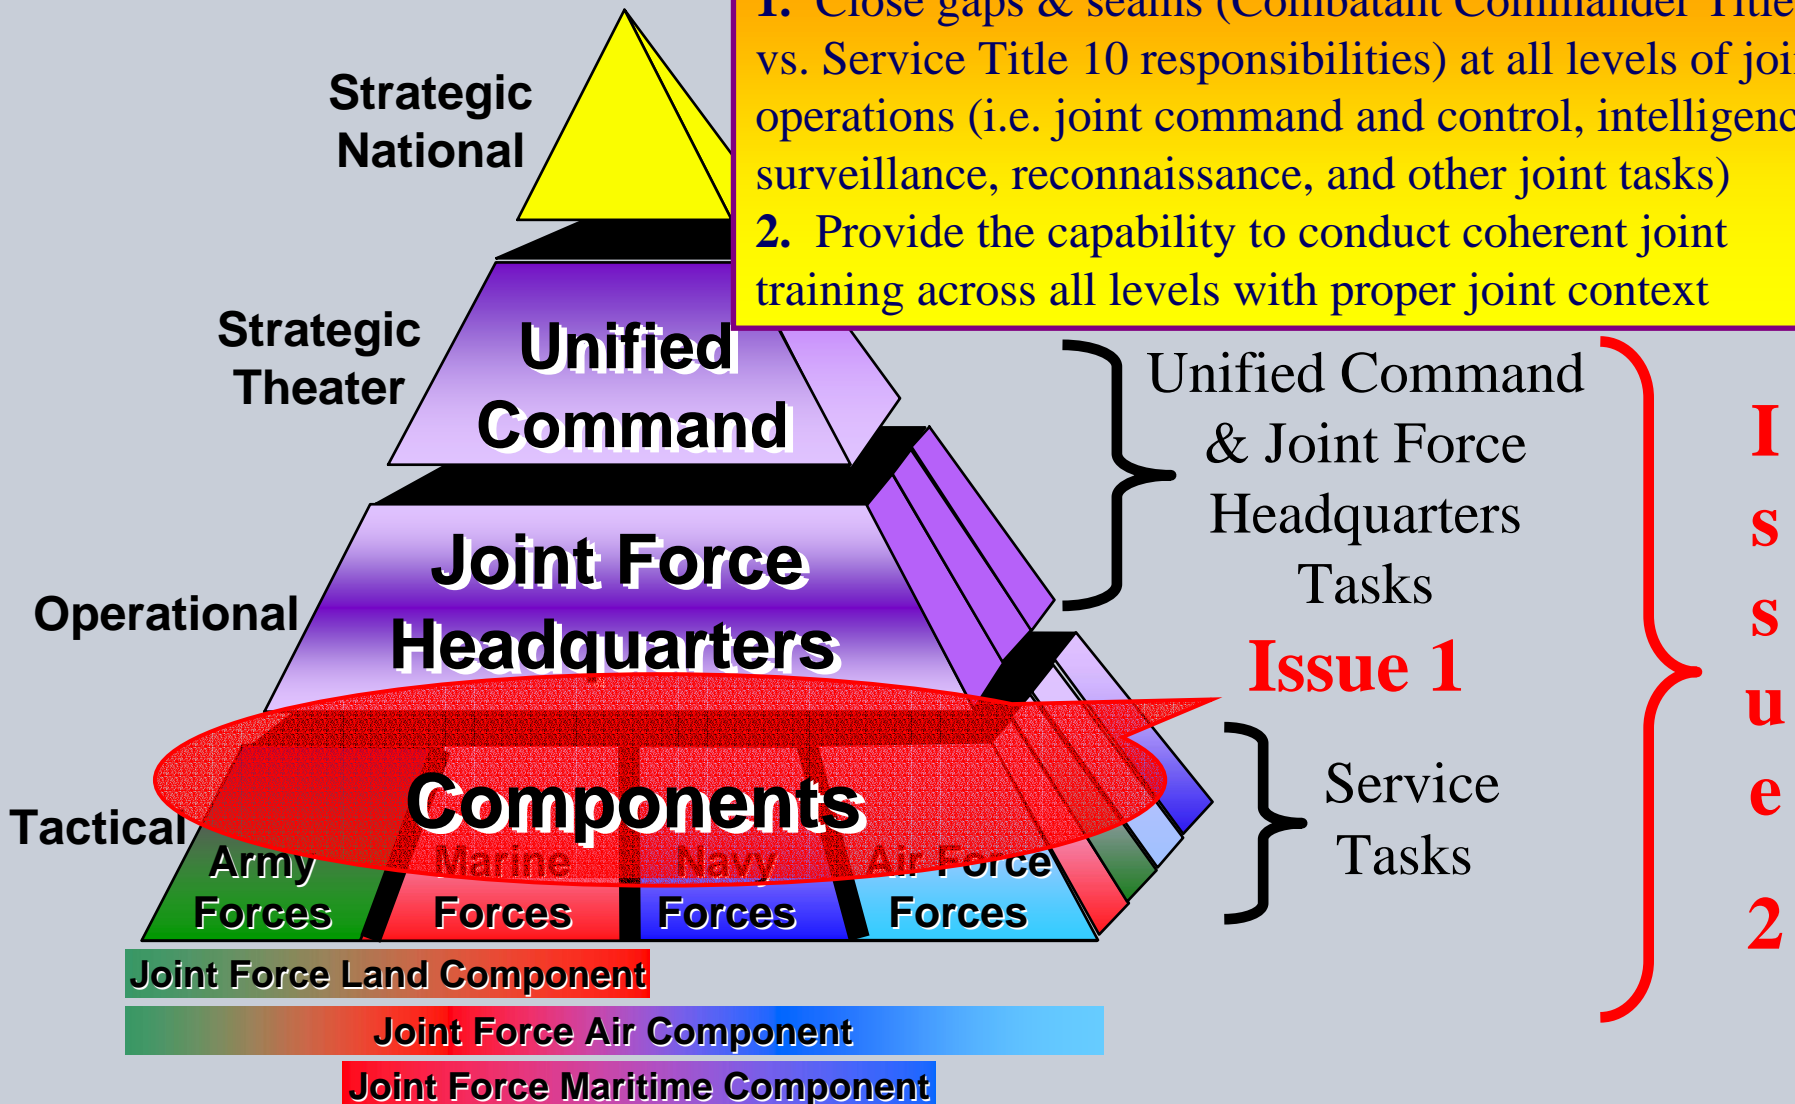 1. Close gaps & seams (Combatant Commander Title
vs. Service Title 10 responsibilities) at all levels of
operations (i.e. joint command and control,
surveillance, reconnaissance, and other joint tasks)
2. Provide the capability to conduct coherent joint
training across all levels with proper joint context
Strategic
National
Strategic
Theater
Unified
Command
Operational
Joint Force
Headquarters
Tactical
Components
Army
Forces
Marine
Forces
Navy
Forces
Air Force
Forces
Joint Force Land Component
Joint Force Air Component
Joint Force Maritime Component
Unified Command
& Joint Force
Headquarters
Tasks
Issue 1
Service
Tasks
Issue
2